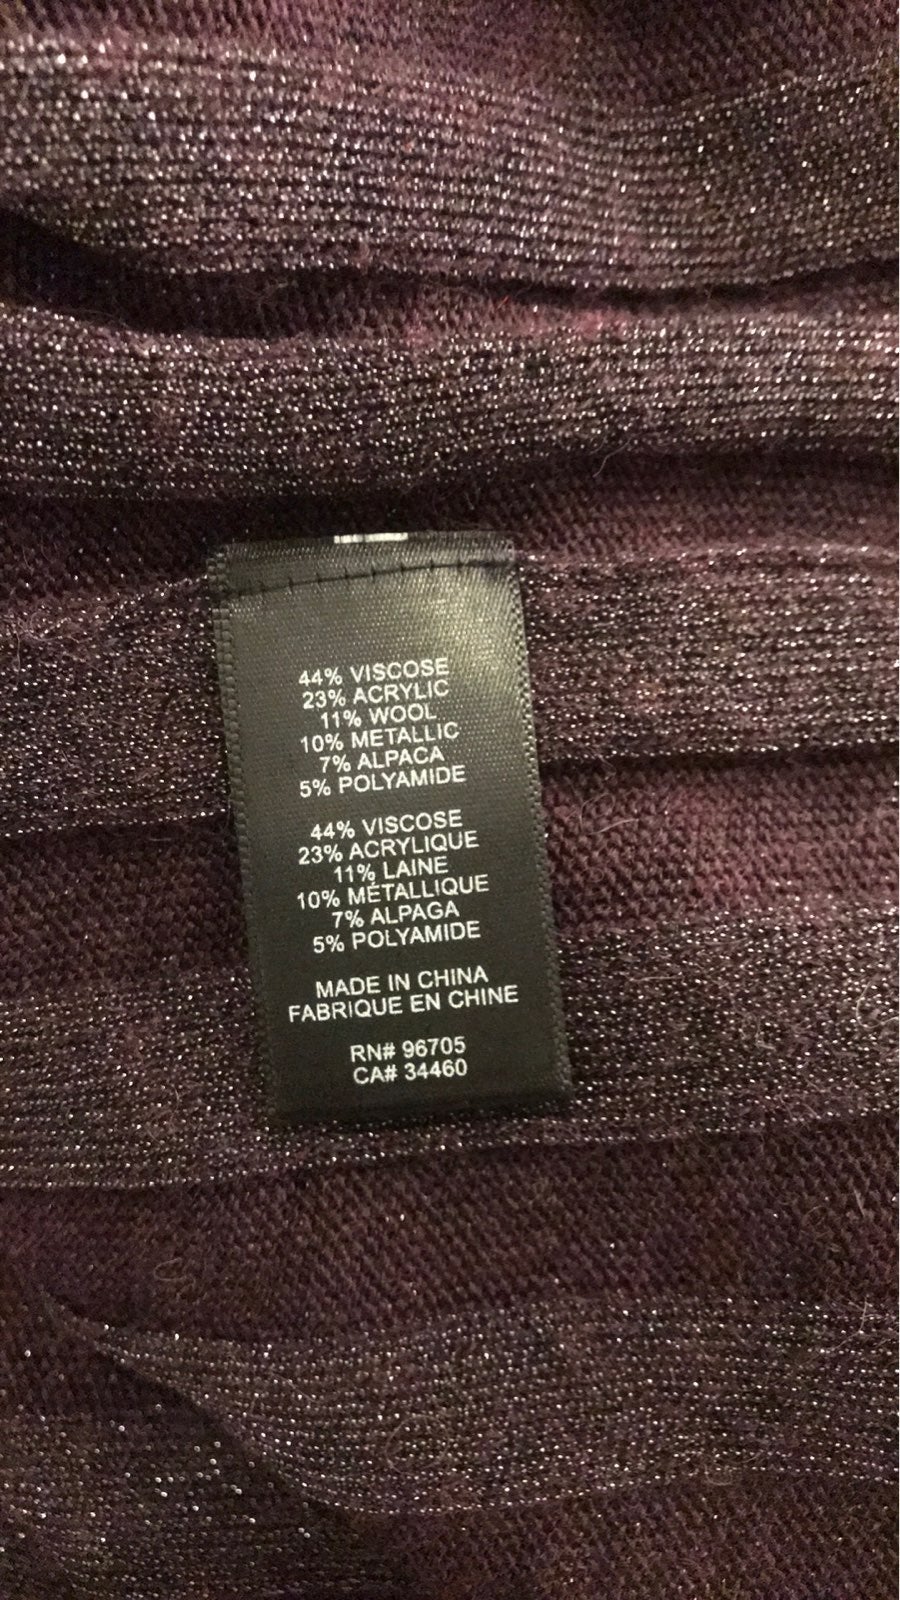 44% VISCOSE
23% ACRYLIC
11% WOOL
10% METALLIC
7% ALPACA
5% POLYAMIDE
44% VISCOSE
23% ACRYLIQUE
11% LAINE
10% MÉTALLIQUE
7% ALPAGA
5% POLYAMIDE
MADE IN CHINA
FABRIQUE EN CHINE
RN# 96705
CA# 34460